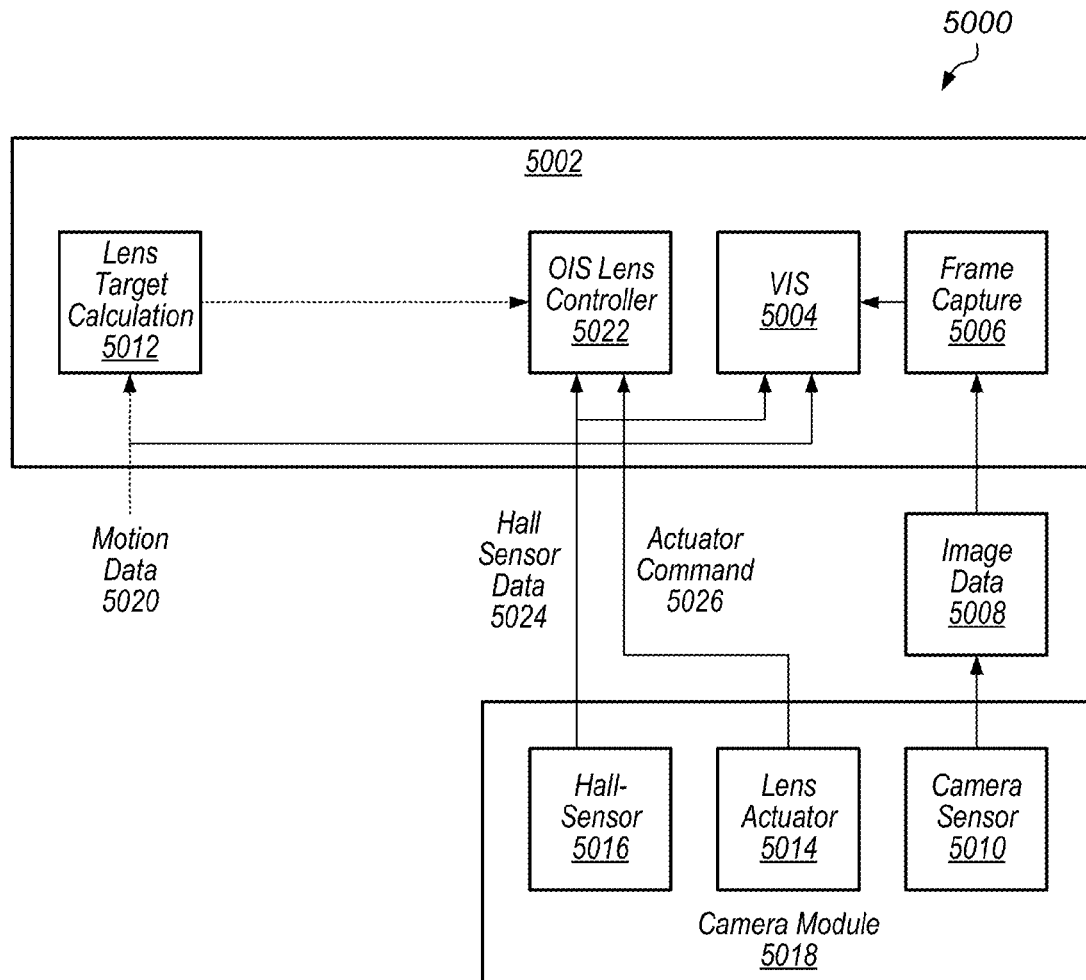 5000
5002
Lens
Target
Calculation
5012
OIS Lens
Controller
5022
VIS
5004
Frame
Capture
5006
Motion
Data
5020
Hall
Sensor
Data
5024
Actuator
Command
5026
Image
Data
5008
Hall-
Sensor
5016
Lens
Actuator
5014
Camera
Sensor
5010
Camera Module
5018